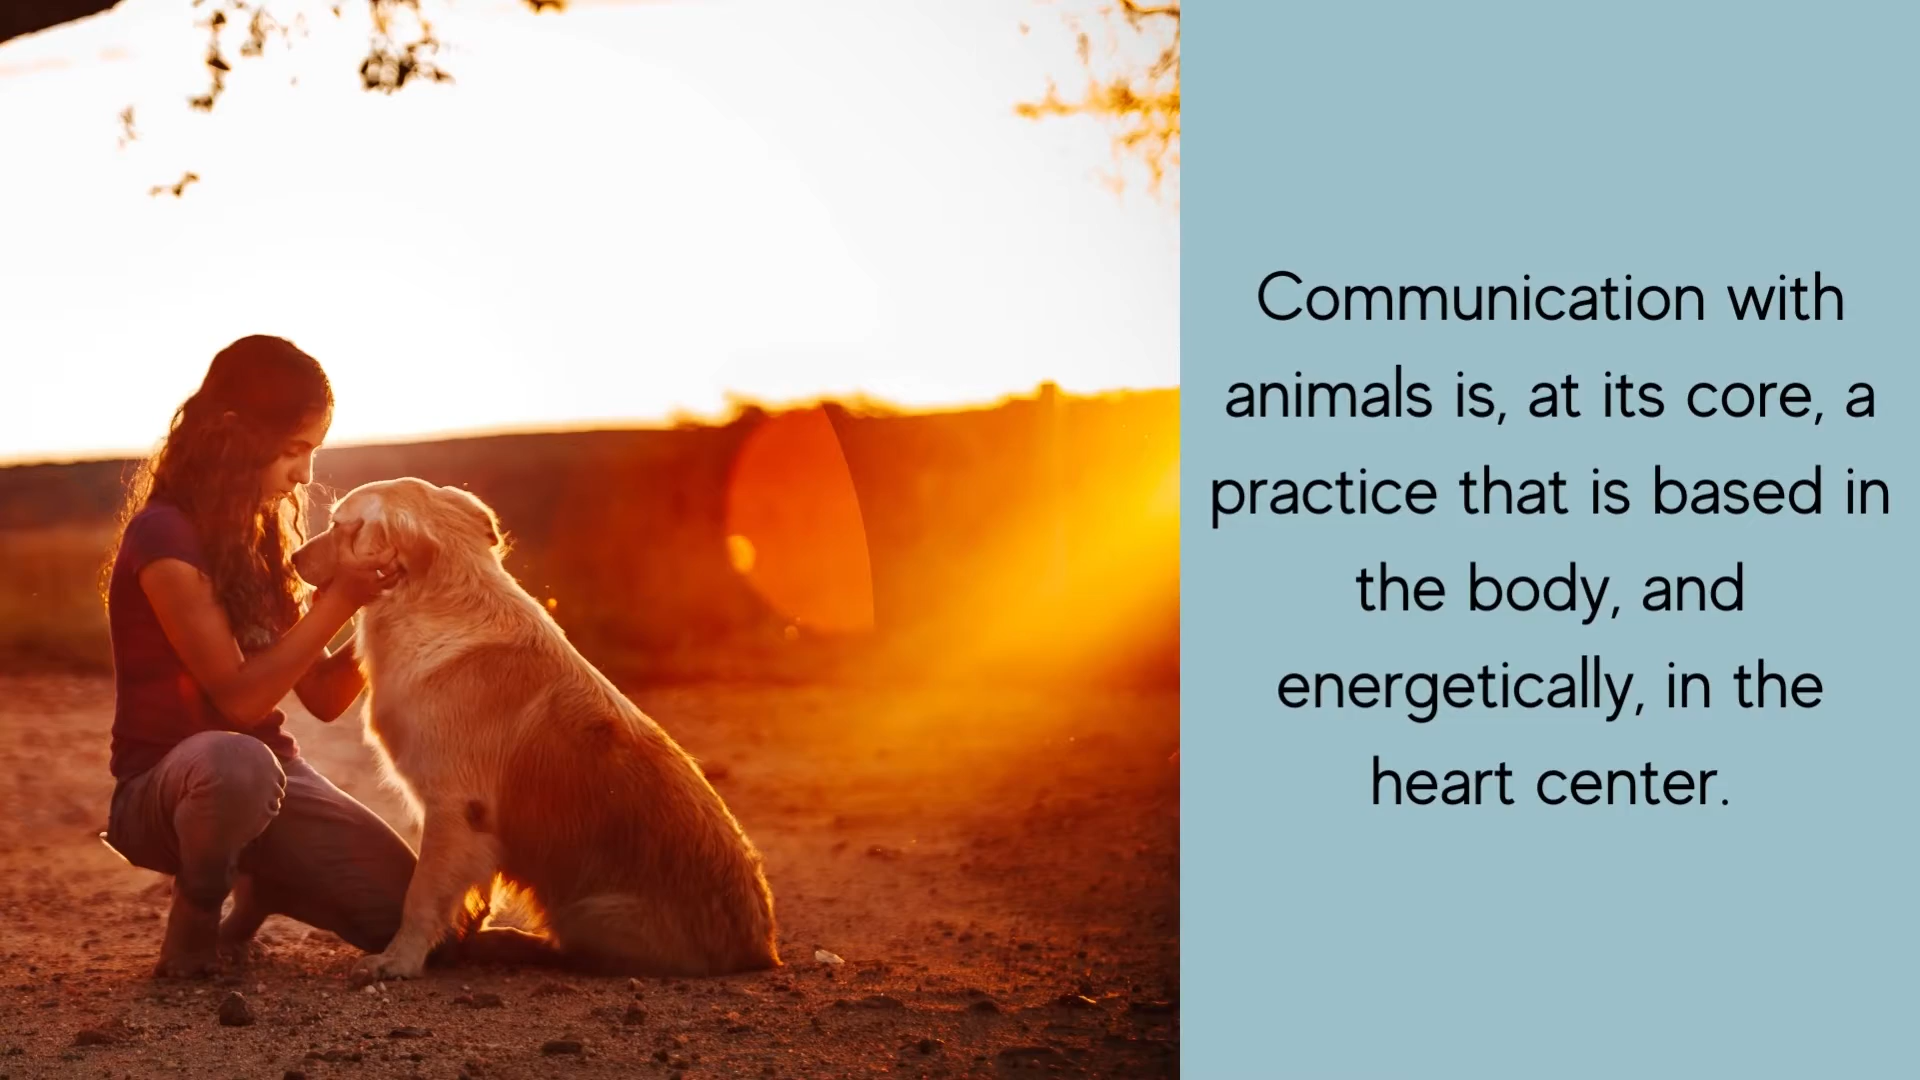 Communication with
animals is, at its core, a
practice that is based in
the body, and
energetically, in the
heart center.